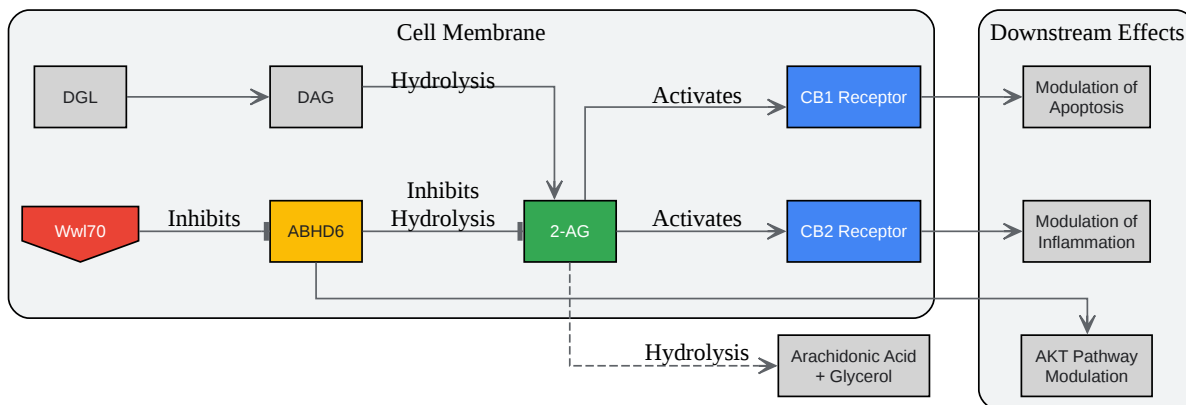 Cell Membrane
Downstream Effects
DGL
DAG
Hydrolysis
Activates
CB1 Receptor
Modulation of
Apoptosis
Wwl70
Inhibits
ABHD6
Inhibits
Hydrolysis
2-AG
Activates
CB2 Receptor
Modulation of
Inflammation
Hydrolysis
Arachidonic Acid
+ Glycerol
AKT Pathway
Modulation